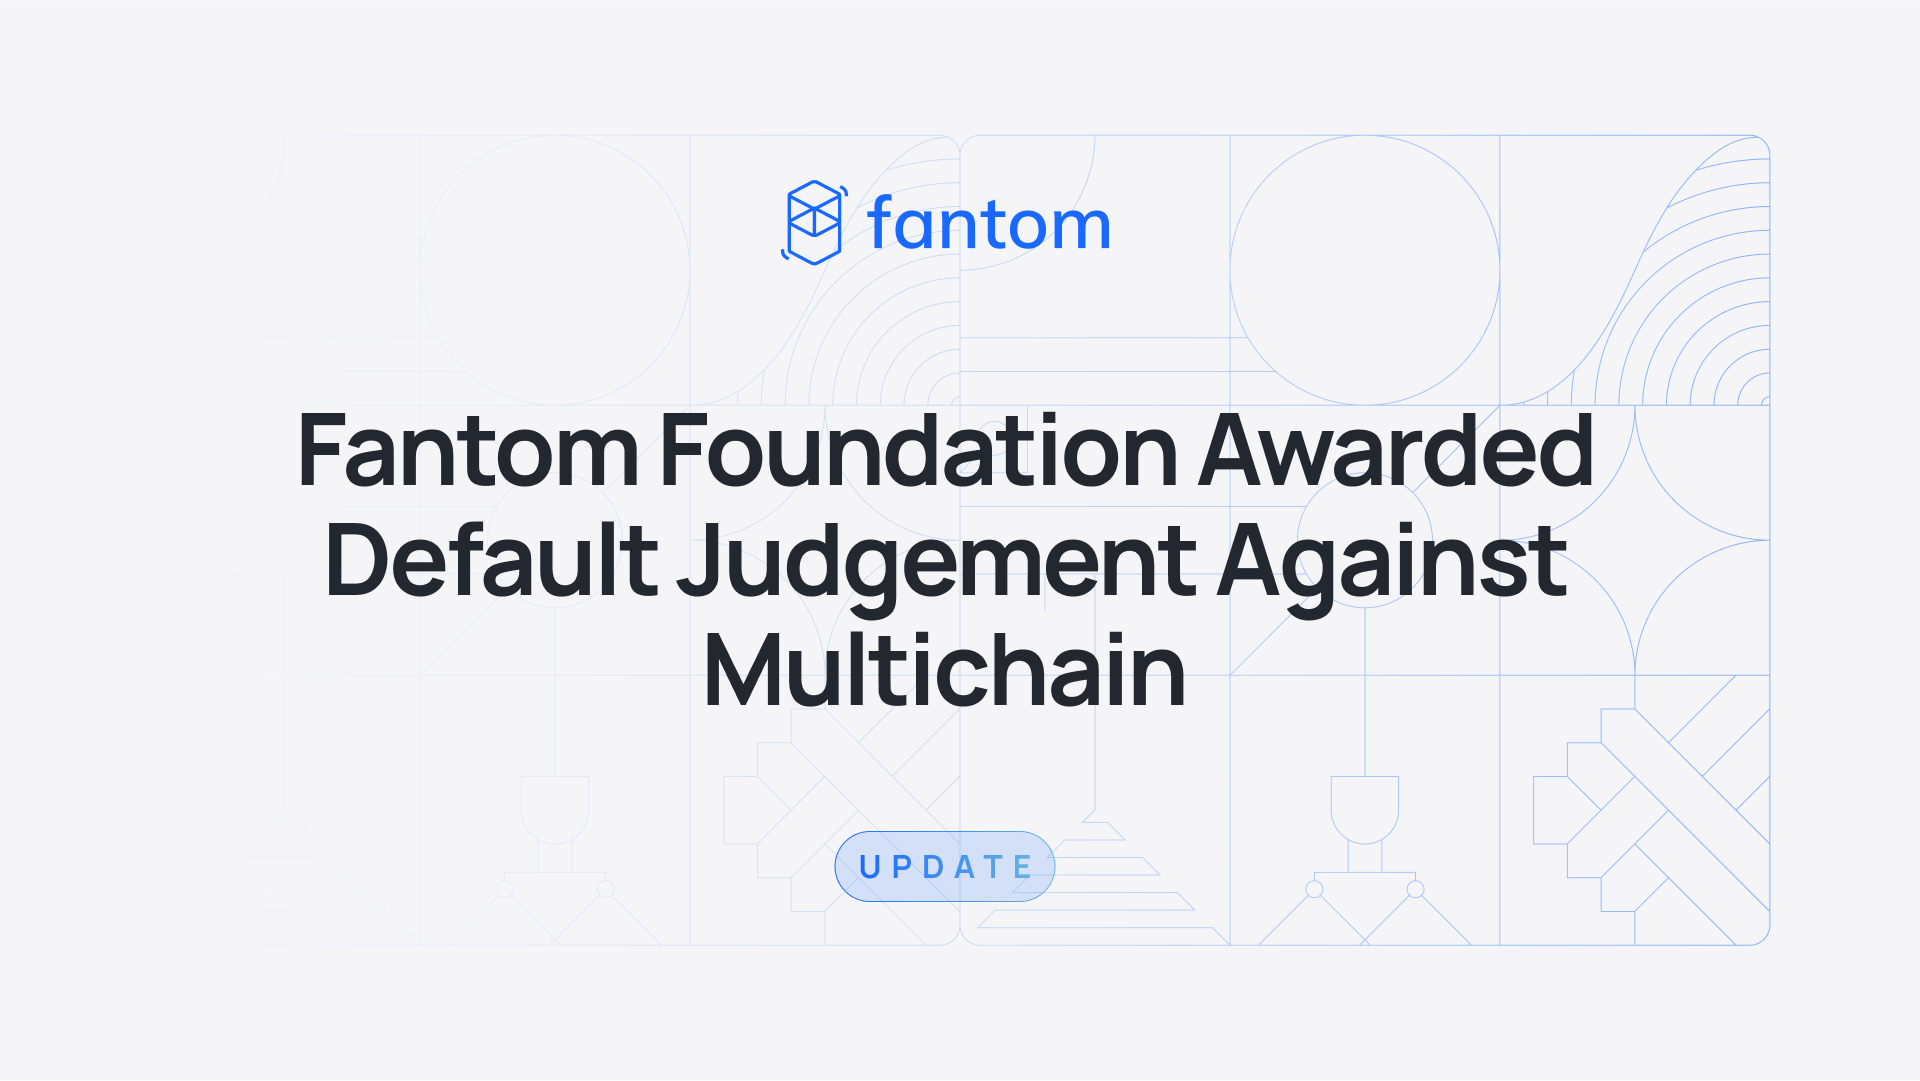 fantom
Fantom Foundation Awarded
Default Judgement Against
Multichain
UPDATE